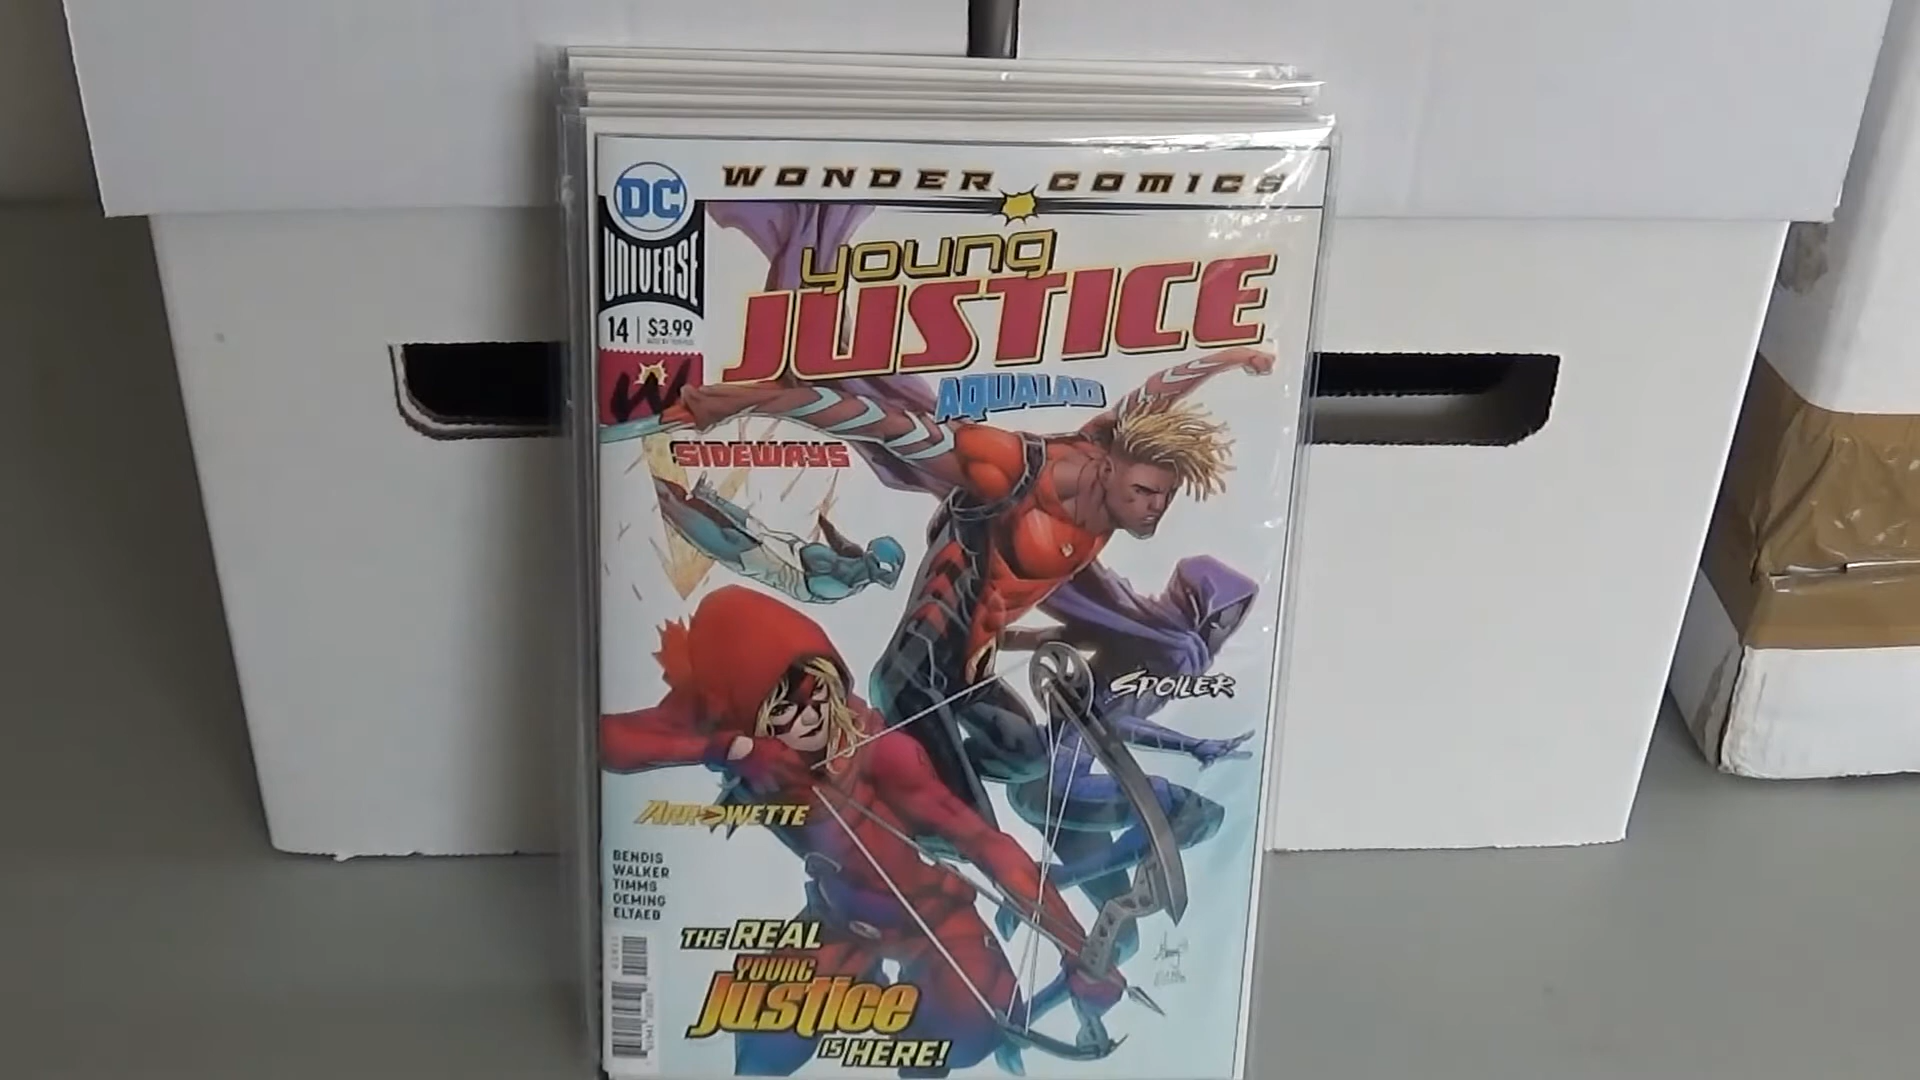 WONDER COMICS
DC
UNIVERSE
14 $3.99
young
JUSTICE
AQUALAD
SIDEWAYS
SPOILER
ARROWETTE
BENDIS
WALKER
TIMMS
DEMING
ELTAEB
THE REAL
YOUNG
Justice
IS HERE!